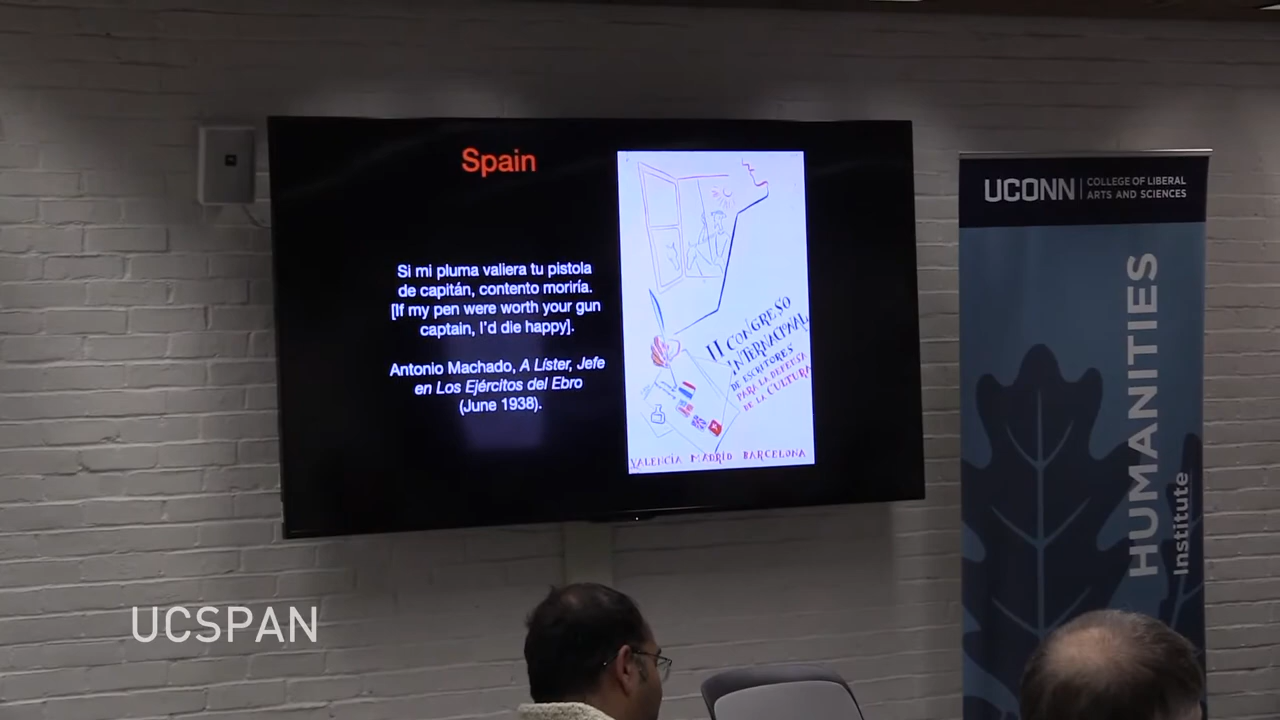 Spain
Si mi pluma valiera tu pistola
de capitán, contento moriría.
[If my pen were worth your gun
captain, I'd die happy].
Antonio Machado, A Líster, Jefe
en Los Ejércitos del Ebro
(June 1938).
II CONGRESO
INTERNACIONAL
DE ESCRITORES
PARA LA DEFENSA
DE LA CULTURA
VALENCIA MADRID BARCELONA
UCONN
COLLEGE OF LIBERAL
ARTS AND SCIENCES
HUMANITIES
Institute
UCSPAN